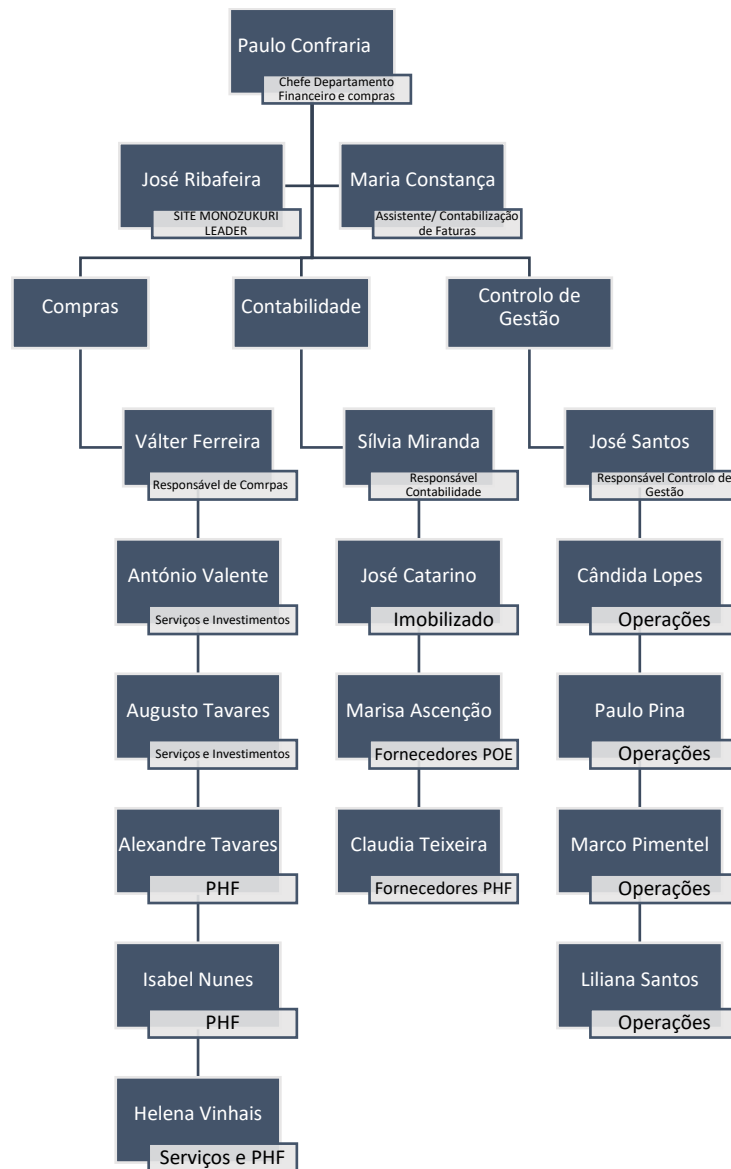 Paulo Confraria
Chefe Departamento
Financeiro e compras
José Ribafeira
SITE MONOZUKURI
LEADER
Maria Constança
Assistente/ Contabilização
de Faturas
Compras
Contabilidade
Controlo de
Gestão
Válter Ferreira
Responsável de Comrpas
Sílvia Miranda
Responsável
Contabilidade
José Santos
Responsável Controlo de
Gestão
António Valente
Serviços e Investimentos
José Catarino
Imobilizado
Cândida Lopes
Operações
Augusto Tavares
Serviços e Investimentos
Marisa Ascenção
Fornecedores POE
Paulo Pina
Operações
Alexandre Tavares
PHF
Claudia Teixeira
Fornecedores PHF
Marco Pimentel
Operações
Isabel Nunes
PHF
Liliana Santos
Operações
Helena Vinhais
Serviços e PHF